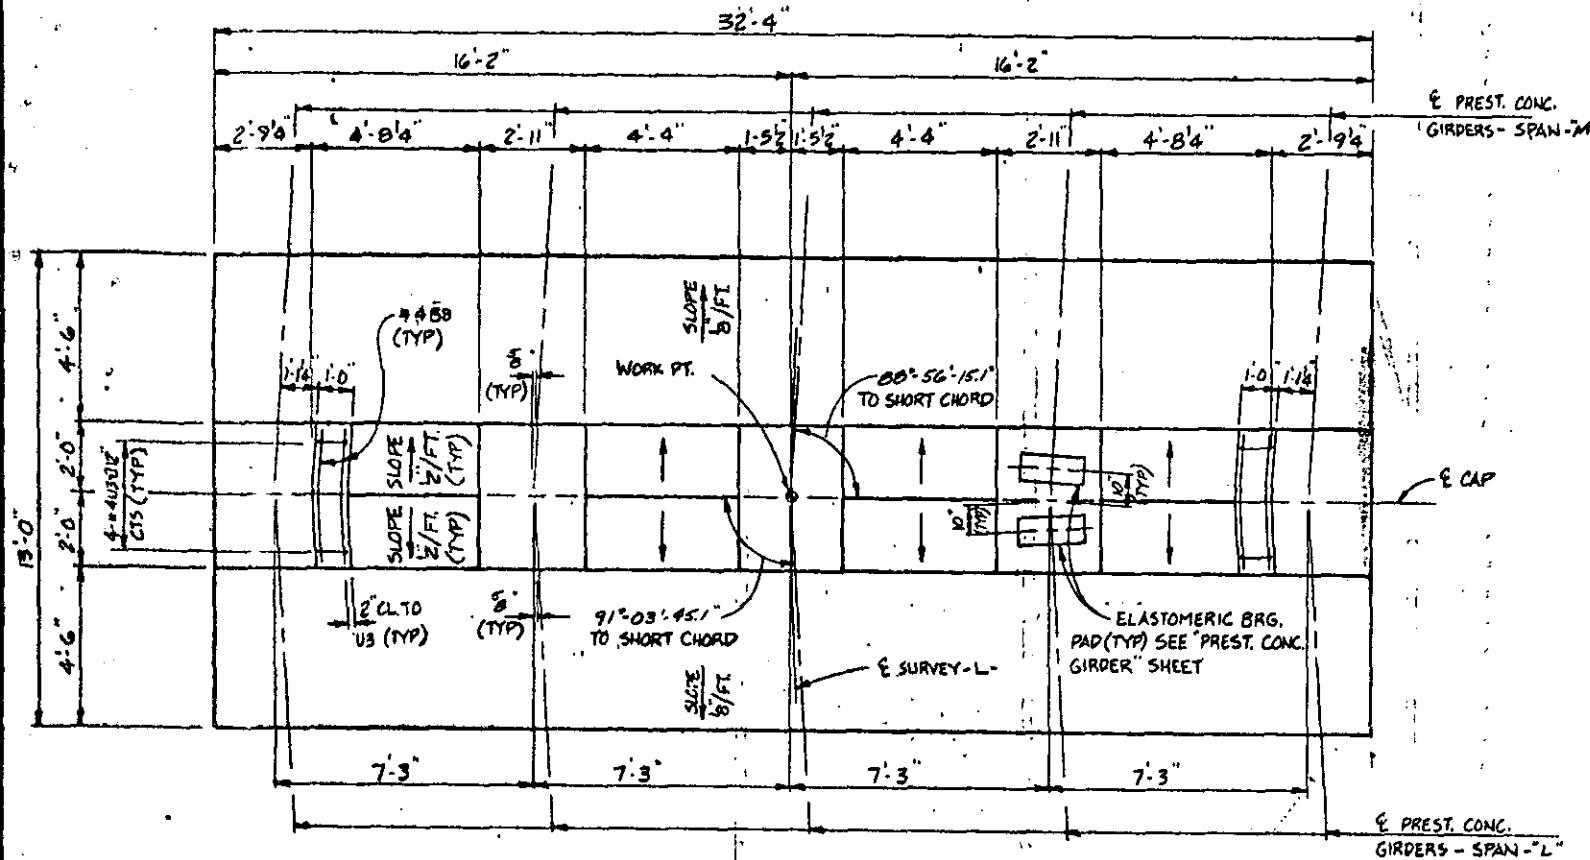 32'-4"
16'-2" 16'-2"
℄ PREST. CONC.
GIRDERS - SPAN -"M
2'-9¼" 4'-8¼" 2'-11" 4'-4" 1'-5½" 1'-5½" 4'-4" 2'-11" 4'-8¼" 2'-9¼"
#4 B8
(TYP)
SLOPE
⅛"/FT.
4'-6"
1'-1¼" 1'-0"
⅝"
(TYP)
WORK PT.
88°-56'-15.1"
TO SHORT CHORD
1'-0" 1'-1¼"
2'-0"
4-#4U3@12"
CTS (TYP)
SLOPE
½"/FT.
(TYP)
10"
(TYP)
℄ CAP
13'-0"
2'-0"
SLOPE
½"/FT.
(TYP)
10"
(TYP)
2" CL. TO
U3 (TYP)
⅝"
(TYP)
91°-03'-45.1"
TO SHORT CHORD
ELASTOMERIC BRG.
PAD (TYP) SEE "PREST. CONC.
GIRDER" SHEET
4'-6"
℄ SURVEY-L-
SLOPE
⅛"/FT.
7'-3" 7'-3" 7'-3" 7'-3"
℄ PREST. CONC.
GIRDERS - SPAN -"L"